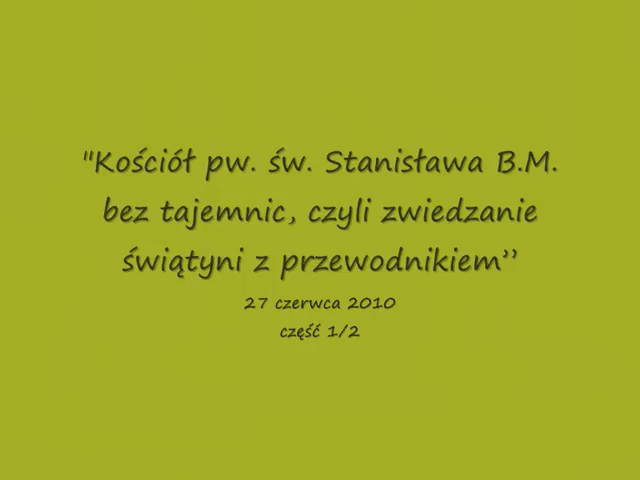 "Kościół pw. św. Stanisława B.M.
bez tajemnic, czyli zwiedzanie
świątyni z przewodnikiem”
27 czerwca 2010
część 1/2